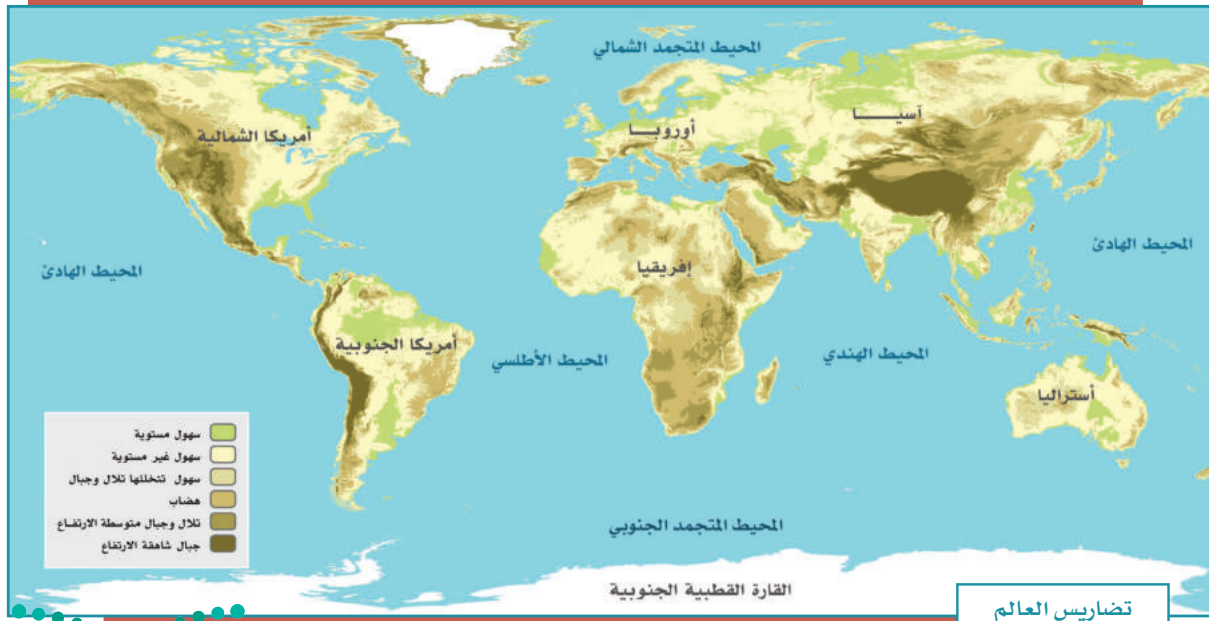 المحيط المتجمد الشمالي
آسيـــــا
أوروبـــا
أمريكا الشمالية
المحيط الهادئ
المحيط الهادئ
إفريقيا
أمريكا الجنوبية
المحيط الأطلسي
المحيط الهندي
أستراليا
سهول مستوية
سهول غير مستوية
سهول تتخللها تلال وجبال
هضاب
تلال وجبال متوسطة الارتفاع
جبال شاهقة الارتفاع
المحيط المتجمد الجنوبي
القارة القطبية الجنوبية
تضاريس العالم